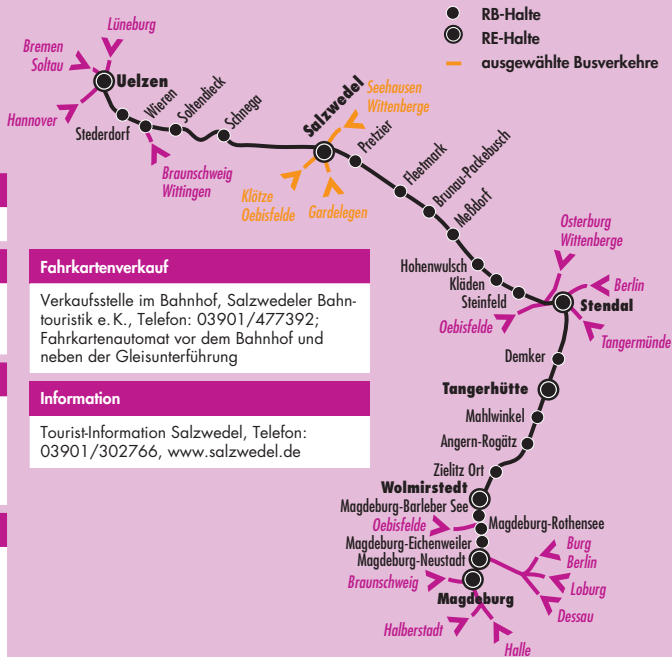 RB-Halte
RE-Halte
ausgewählte Busverkehre
Lüneburg
Bremen
Soltau
Uelzen
Hannover
Stederdorf
Wieren
Soltendieck
Schnega
Braunschweig
Wittingen
Salzwedel
Seehausen
Wittenberge
Klötze
Oebisfelde
Gardelegen
Pretzier
Fleetmark
Brunau-Packebusch
Meßdorf
Hohenwulsch
Kläden
Steinfeld
Osterburg
Wittenberge
Berlin
Stendal
Oebisfelde
Tangermünde
Demker
Tangerhütte
Mahlwinkel
Angern-Rogätz
Zielitz Ort
Wolmirstedt
Magdeburg-Barleber See
Oebisfelde
Magdeburg-Rothensee
Magdeburg-Eichenweiler
Magdeburg-Neustadt
Braunschweig
Magdeburg
Burg
Berlin
Loburg
Dessau
Halberstadt
Halle
Fahrkartenverkauf
Verkaufsstelle im Bahnhof, Salzwedeler Bahn-
touristik e. K., Telefon: 03901/477392;
Fahrkartenautomat vor dem Bahnhof und
neben der Gleisunterführung
Information
Tourist-Information Salzwedel, Telefon:
03901/302766, www.salzwedel.de